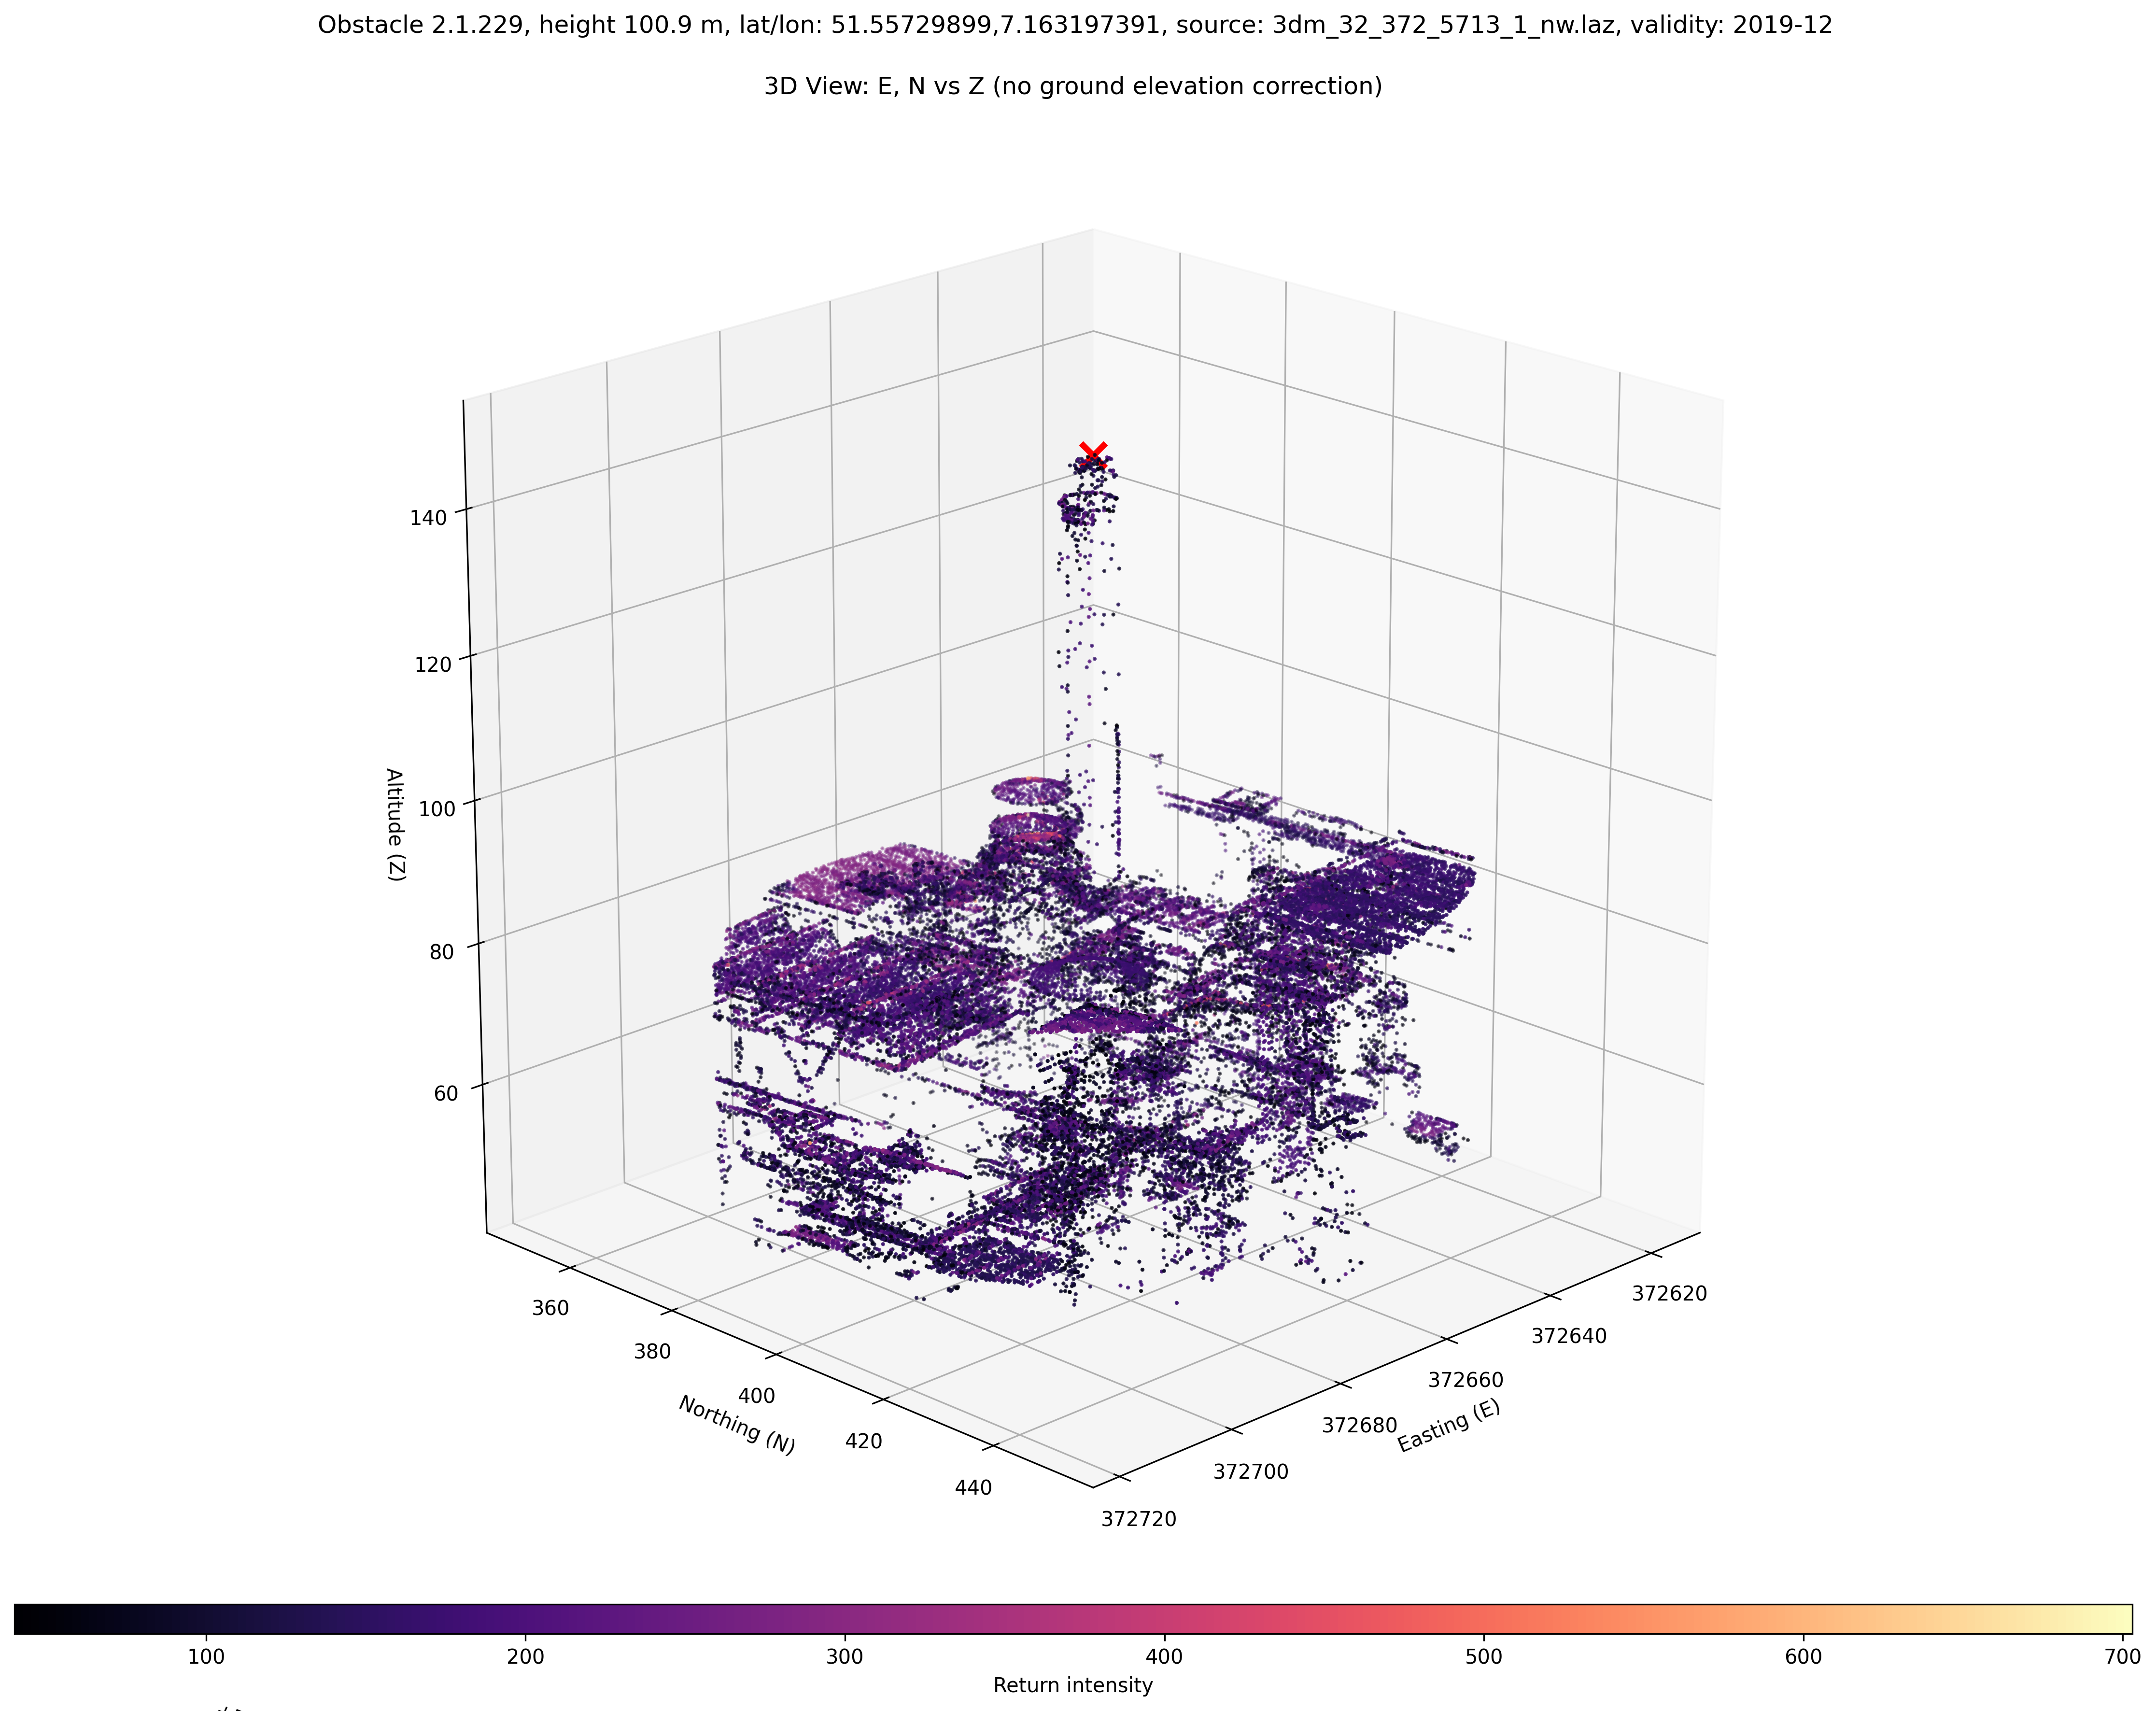 Obstacle 2.1.229, height 100.9 m, lat/lon: 51.55729899,7.163197391, source: 3dm_32_372_5713_1_nw.laz, validity: 2019-12
3D View: E, N vs Z (no ground elevation correction)
140
120
100
80
60
Altitude (Z)
360
380
400
420
440
Northing (N)
372620
372640
372660
372680
372700
372720
Easting (E)
100 200 300 400 500 600 700
Return intensity